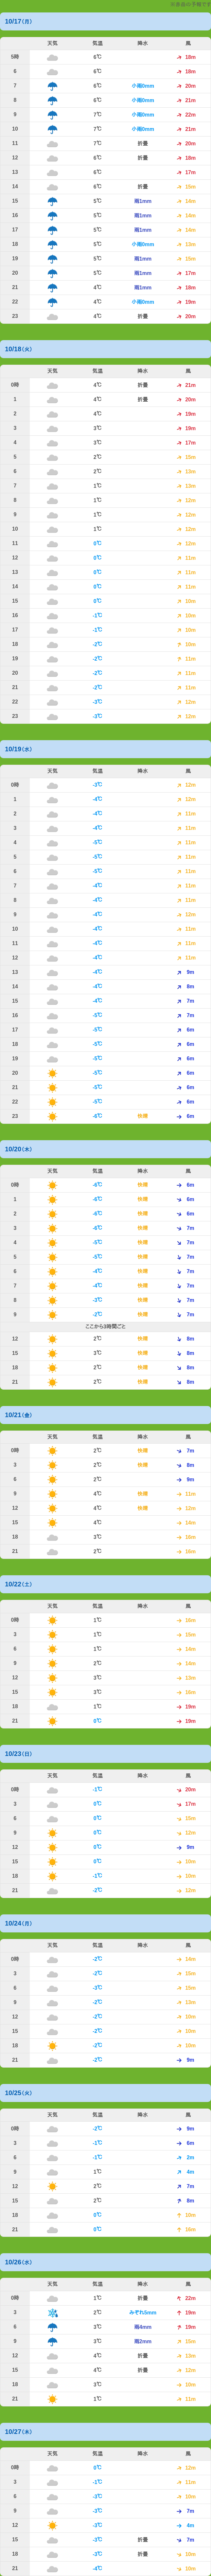 ※表示の予報です
10/17(月)
天気 気温 降水 風
5時 6℃ 18m
6 6℃ 18m
7 6℃ 小雨0mm 20m
8 6℃ 小雨0mm 21m
9 7℃ 小雨0mm 22m
10 7℃ 小雨0mm 21m
11 7℃ 折畳 20m
12 6℃ 折畳 18m
13 6℃ 17m
14 6℃ 折畳 15m
15 5℃ 雨1mm 14m
16 5℃ 雨1mm 14m
17 5℃ 雨1mm 14m
18 5℃ 小雨0mm 13m
19 5℃ 雨1mm 15m
20 5℃ 雨1mm 17m
21 4℃ 雨1mm 18m
22 4℃ 小雨0mm 19m
23 4℃ 折畳 20m
10/18(火)
天気 気温 降水 風
0時 4℃ 折畳 21m
1 4℃ 折畳 20m
2 4℃ 19m
3 3℃ 19m
4 3℃ 17m
5 2℃ 15m
6 2℃ 13m
7 1℃ 13m
8 1℃ 12m
9 1℃ 12m
10 1℃ 12m
11 0℃ 12m
12 0℃ 11m
13 0℃ 11m
14 0℃ 11m
15 0℃ 10m
16 -1℃ 10m
17 -1℃ 10m
18 -2℃ 10m
19 -2℃ 11m
20 -2℃ 11m
21 -2℃ 11m
22 -3℃ 12m
23 -3℃ 12m
10/19(水)
天気 気温 降水 風
0時 -3℃ 12m
1 -4℃ 12m
2 -4℃ 11m
3 -4℃ 11m
4 -5℃ 11m
5 -5℃ 11m
6 -5℃ 11m
7 -4℃ 11m
8 -4℃ 11m
9 -4℃ 12m
10 -4℃ 11m
11 -4℃ 11m
12 -4℃ 11m
13 -4℃ 9m
14 -4℃ 8m
15 -4℃ 7m
16 -5℃ 7m
17 -5℃ 6m
18 -5℃ 6m
19 -5℃ 6m
20 -5℃ 6m
21 -5℃ 6m
22 -5℃ 6m
23 -6℃ 快燥 6m
10/20(木)
天気 気温 降水 風
0時 -6℃ 快燥 6m
1 -6℃ 快燥 6m
2 -6℃ 快燥 6m
3 -6℃ 快燥 7m
4 -5℃ 快燥 7m
5 -5℃ 快燥 7m
6 -4℃ 快燥 7m
7 -4℃ 快燥 7m
8 -3℃ 快燥 7m
9 -2℃ 快燥 7m
ここから3時間ごと
12 2℃ 快燥 8m
15 3℃ 快燥 8m
18 2℃ 快燥 8m
21 2℃ 快燥 8m
10/21(金)
天気 気温 降水 風
0時 2℃ 快燥 7m
3 2℃ 快燥 8m
6 2℃ 9m
9 4℃ 快燥 11m
12 4℃ 快燥 12m
15 4℃ 14m
18 3℃ 16m
21 2℃ 16m
10/22(土)
天気 気温 降水 風
0時 1℃ 16m
3 1℃ 15m
6 1℃ 14m
9 2℃ 14m
12 3℃ 13m
15 3℃ 16m
18 1℃ 19m
21 0℃ 19m
10/23(日)
天気 気温 降水 風
0時 -1℃ 20m
3 0℃ 17m
6 0℃ 15m
9 0℃ 12m
12 0℃ 9m
15 0℃ 10m
18 -1℃ 10m
21 -2℃ 12m
10/24(月)
天気 気温 降水 風
0時 -2℃ 14m
3 -2℃ 15m
6 -3℃ 15m
9 -2℃ 13m
12 -2℃ 10m
15 -2℃ 10m
18 -2℃ 10m
21 -2℃ 9m
10/25(火)
天気 気温 降水 風
0時 -2℃ 9m
3 -1℃ 6m
6 -1℃ 2m
9 1℃ 4m
12 2℃ 7m
15 2℃ 8m
18 0℃ 10m
21 0℃ 16m
10/26(水)
天気 気温 降水 風
0時 1℃ 折畳 22m
3 2℃ みぞれ5mm 19m
6 3℃ 雨4mm 19m
9 3℃ 雨2mm 15m
12 4℃ 折畳 13m
15 4℃ 折畳 12m
18 3℃ 10m
21 1℃ 11m
10/27(木)
天気 気温 降水 風
0時 0℃ 12m
3 -1℃ 11m
6 -3℃ 10m
9 -3℃ 7m
12 -3℃ 4m
15 -3℃ 折畳 7m
18 -3℃ 折畳 10m
21 -4℃ 10m